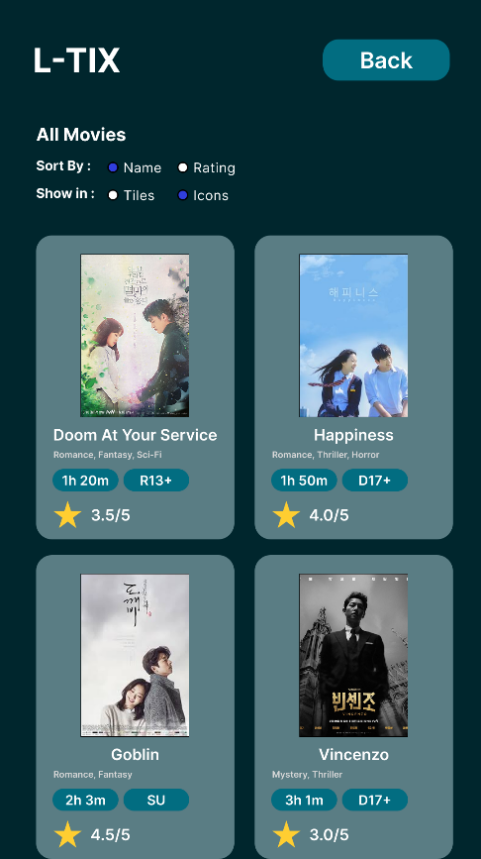 L-TIX
Back
All Movies
Sort By :
Name
Rating
Show in :
Tiles
Icons
Doom At Your Service
Romance, Fantasy, Sci-Fi
1h 20m
R13+
3.5/5
해피니스
Happiness
Romance, Thriller, Horror
1h 50m
D17+
4.0/5
도깨비
Goblin
Romance, Fantasy
2h 3m
SU
4.5/5
빈센조
Vincenzo
Mystery, Thriller
3h 1m
D17+
3.0/5